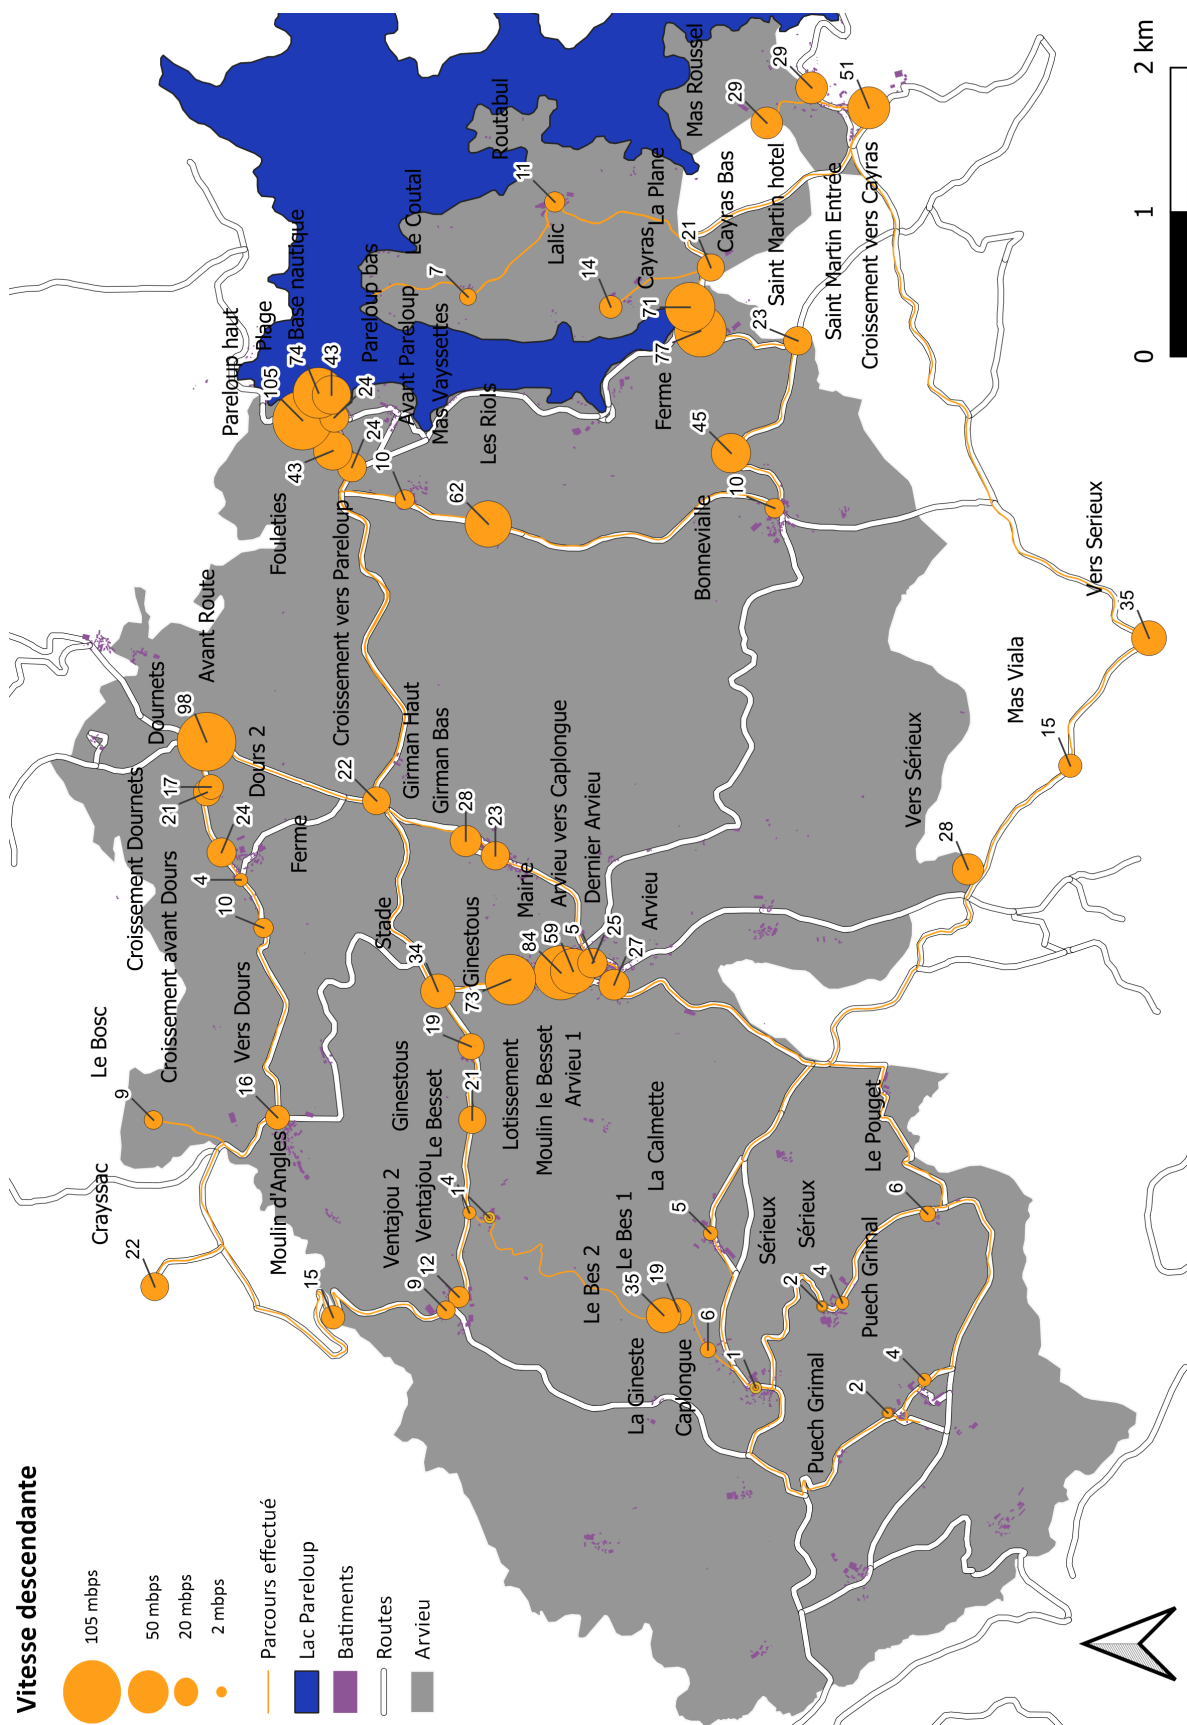 Vitesse descendante
105 mbps
50 mbps
20 mbps
2 mbps
Parcours effectué
Lac Pareloup
Batiments
Routes
Arvieu
Crayssac
22
Le Bosc
9
Croissement Dournets
Croissement avant Dours
Vers Dours
16
Moulin d'Angles
15
10
4
24
21
17
Dournets
98
Avant Route
Dours 2
Ferme
Fouleties
Croissement vers Pareloup
22
Girman Haut
Girman Bas
28
23
Stade
34
Ginestous
73
19
21
Ginestous
Le Besset
Lotissement
Moulin le Besset
Arvieu 1
Mairie
84
Arvieu vers Caplongue
59
Dernier Arvieu
5
25
27
Arvieu
Ventajou 2
Ventajou
9
12
1
4
Le Bes 2
Le Bes 1
35
19
La Calmette
5
6
La Gineste
Caplongue
1
Sérieux
Sérieux
2
4
Puech Grimal
Puech Grimal
2
4
Le Pouget
6
Vers Sérieux
28
Mas Viala
15
Vers Serieux
35
Pareloup haut
Plage
Base nautique
105
74
43
24
43
24
10
Pareloup bas
Avant Pareloup
Mas Vayssettes
Les Riols
62
Le Coutal
7
Routabul
11
Lalic
14
Cayras
La Plane
21
Cayras Bas
71
77
Ferme
23
45
10
Bonnevialle
Mas Roussel
29
29
51
Saint Martin hotel
Saint Martin Entrée
Croissement vers Cayras
0
1
2 km